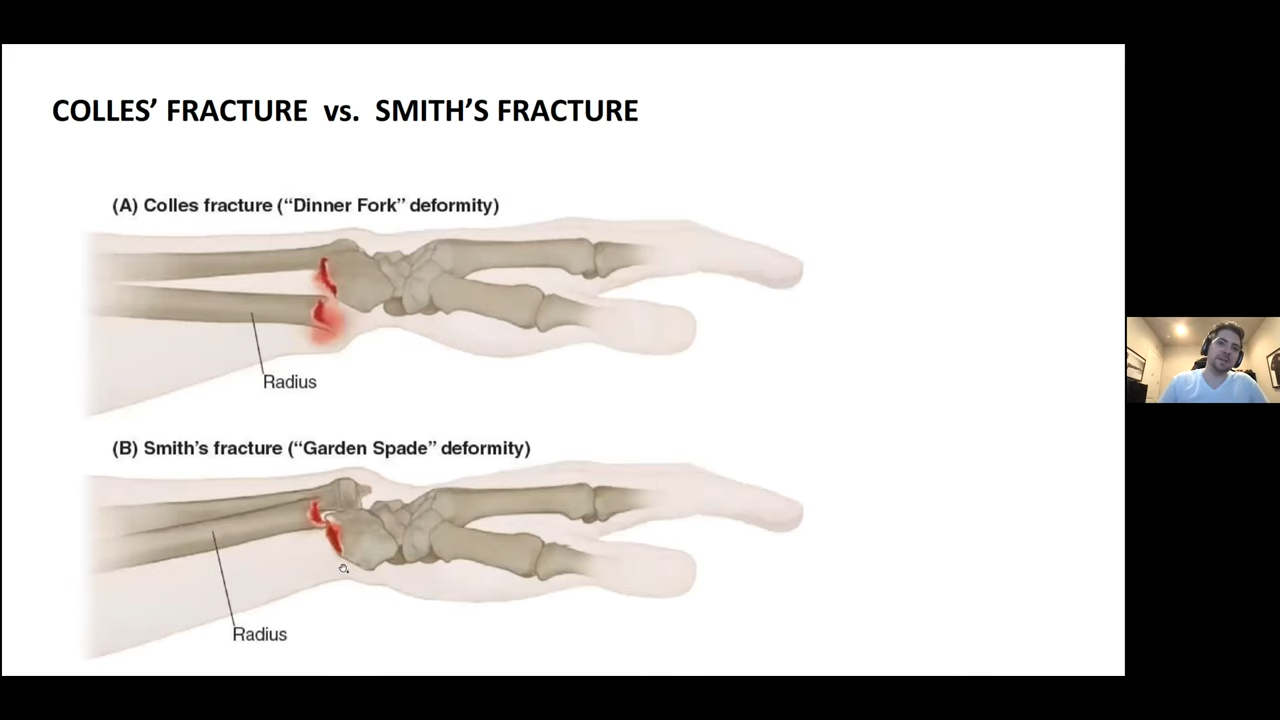 COLLES’ FRACTURE vs. SMITH’S FRACTURE
(A) Colles fracture (“Dinner Fork” deformity)
Radius
(B) Smith’s fracture (“Garden Spade” deformity)
Radius